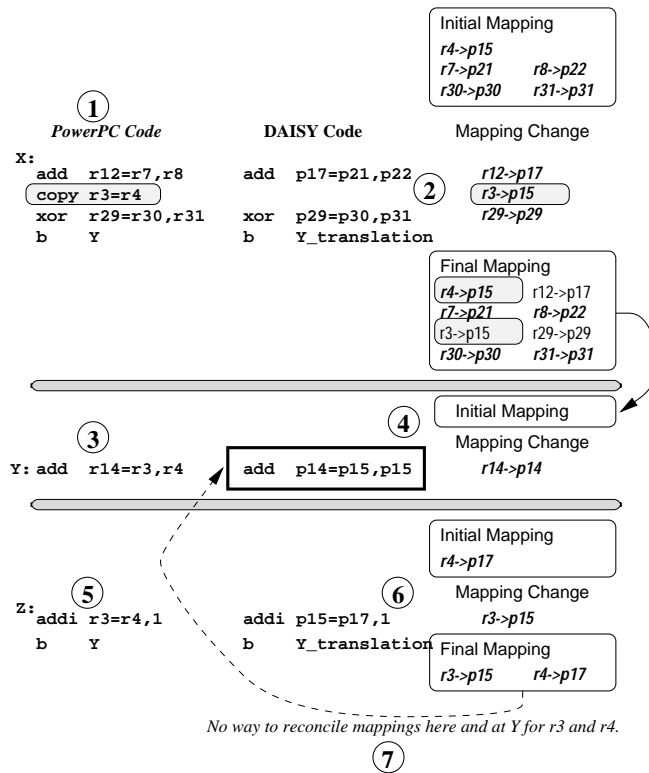 Initial Mapping
r4->p15
r7->p21 r8->p22
r30->p30 r31->p31
1
PowerPC Code DAISY Code Mapping Change
X:
add r12=r7,r8 add p17=p21,p22 r12->p17
copy r3=r4 2 r3->p15
xor r29=r30,r31 xor p29=p30,p31 r29->p29
b Y b Y_translation
Final Mapping
r4->p15 r12->p17
r7->p21 r8->p22
r3->p15 r29->p29
r30->p30 r31->p31
Initial Mapping
3 4
Mapping Change
Y: add r14=r3,r4 add p14=p15,p15 r14->p14
Initial Mapping
r4->p17
5 6
Mapping Change
Z: addi r3=r4,1 addi p15=p17,1 r3->p15
b Y b Y_translation
Final Mapping
r3->p15 r4->p17
No way to reconcile mappings here and at Y for r3 and r4.
7